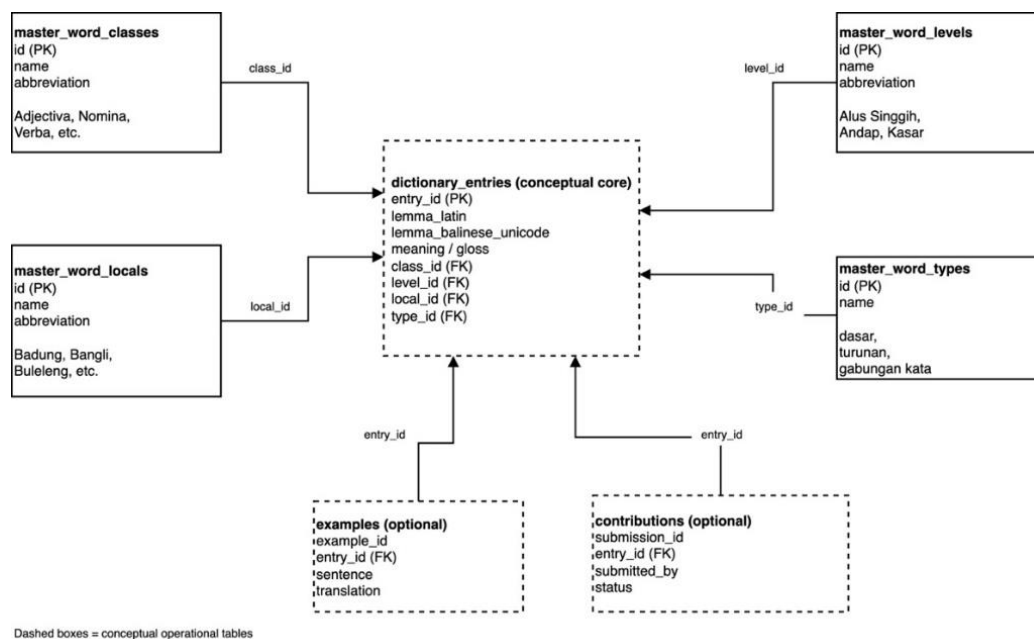 master_word_classes
id (PK)
name
abbreviation
Adjectiva, Nomina,
Verba, etc.
class_id
master_word_levels
id (PK)
name
abbreviation
Alus Singgih,
Andap, Kasar
level_id
dictionary_entries (conceptual core)
entry_id (PK)
lemma_latin
lemma_balinese_unicode
meaning / gloss
class_id (FK)
level_id (FK)
local_id (FK)
type_id (FK)
master_word_locals
id (PK)
name
abbreviation
Badung, Bangli,
Buleleng, etc.
local_id
master_word_types
id (PK)
name
dasar,
turunan,
gabungan kata
type_id
entry_id
entry_id
examples (optional)
example_id
entry_id (FK)
sentence
translation
contributions (optional)
submission_id
entry_id (FK)
submitted_by
status
Dashed boxes = conceptual operational tables